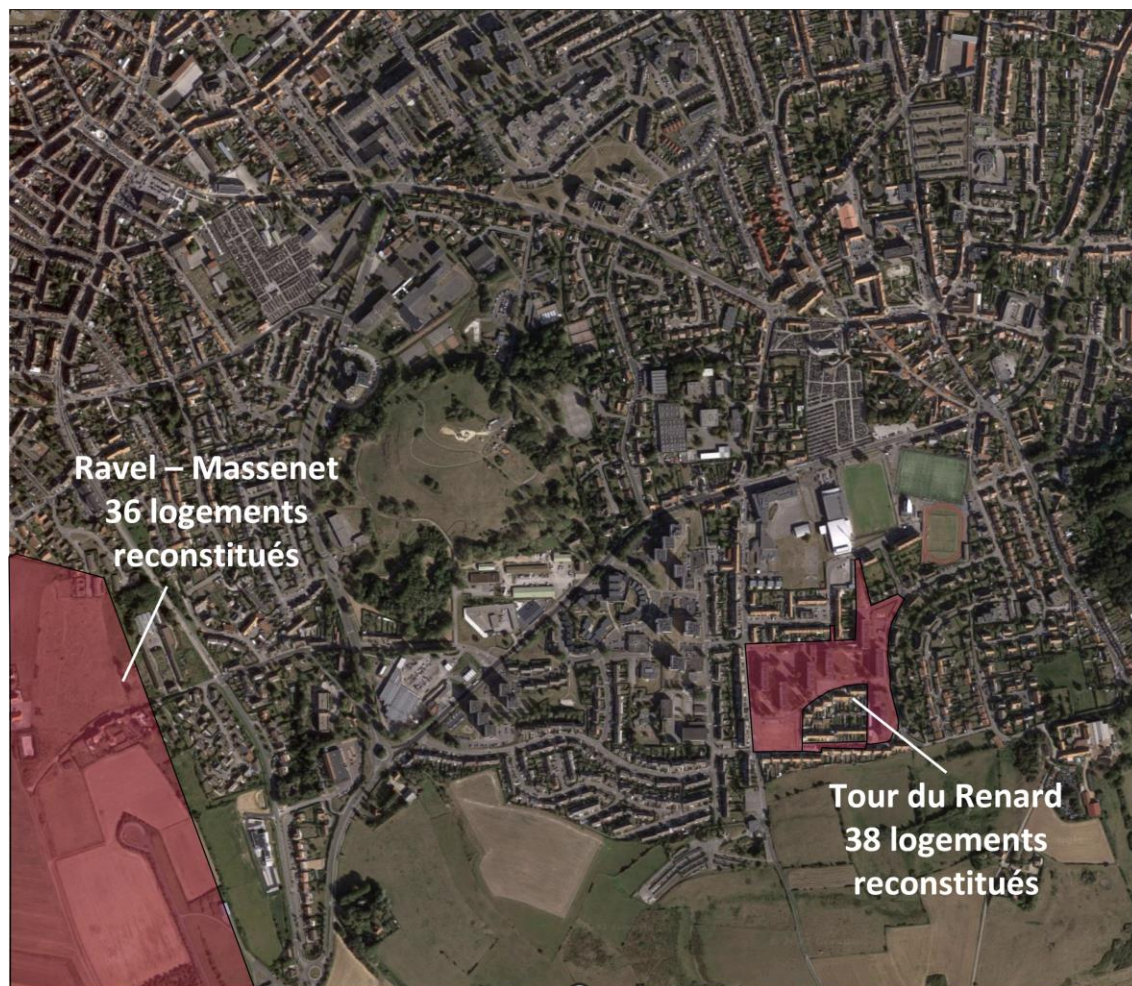 Ravel – Massenet
36 logements
reconstitués
Tour du Renard
38 logements
reconstitués